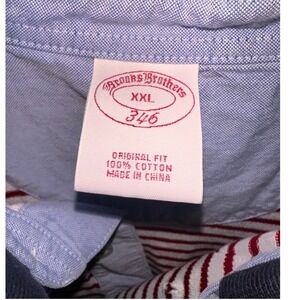 Brooks Brothers
XXL
346
ORIGINAL FIT
100% COTTON
MADE IN CHINA